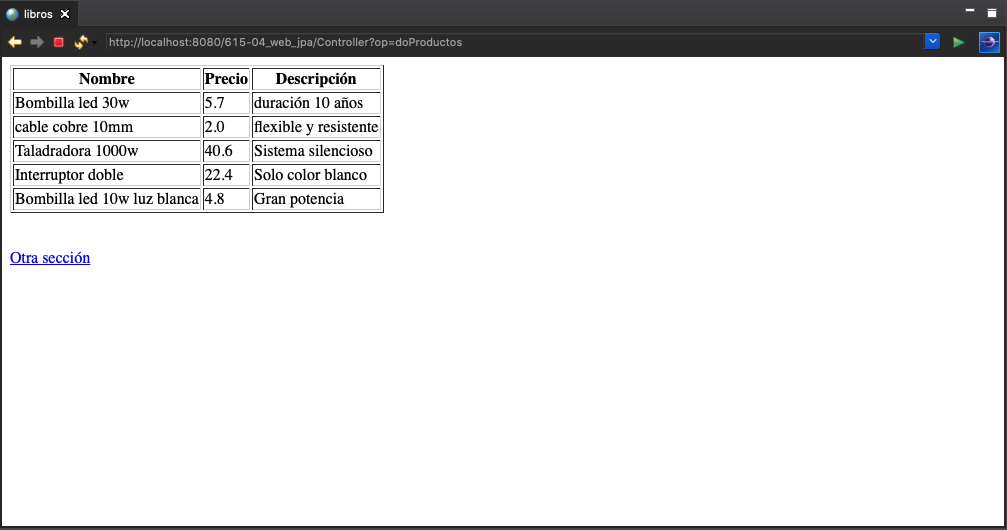 libros
http://localhost:8080/615-04_web_jpa/Controller?op=doProductos
Nombre Precio Descripción
Bombilla led 30w 5.7 duración 10 años
cable cobre 10mm 2.0 flexible y resistente
Taladradora 1000w 40.6 Sistema silencioso
Interruptor doble 22.4 Solo color blanco
Bombilla led 10w luz blanca 4.8 Gran potencia
Otra sección